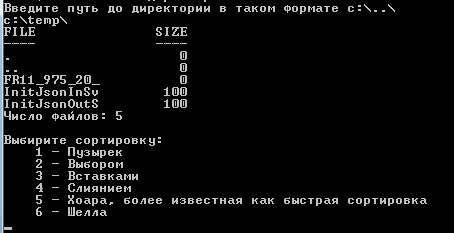 Введите путь до директории в таком формате c:\..\
c:\temp\
FILE SIZE
---- ----
. 0
.. 0
FR11_975_20_ 0
InitJsonInSv 100
InitJsonOutS 100
Число файлов: 5
Выбирите сортировку:
1 - Пузырек
2 - Выбором
3 - Вставками
4 - Слиянием
5 - Хоара, более известная как быстрая сортировка
6 - Шелла